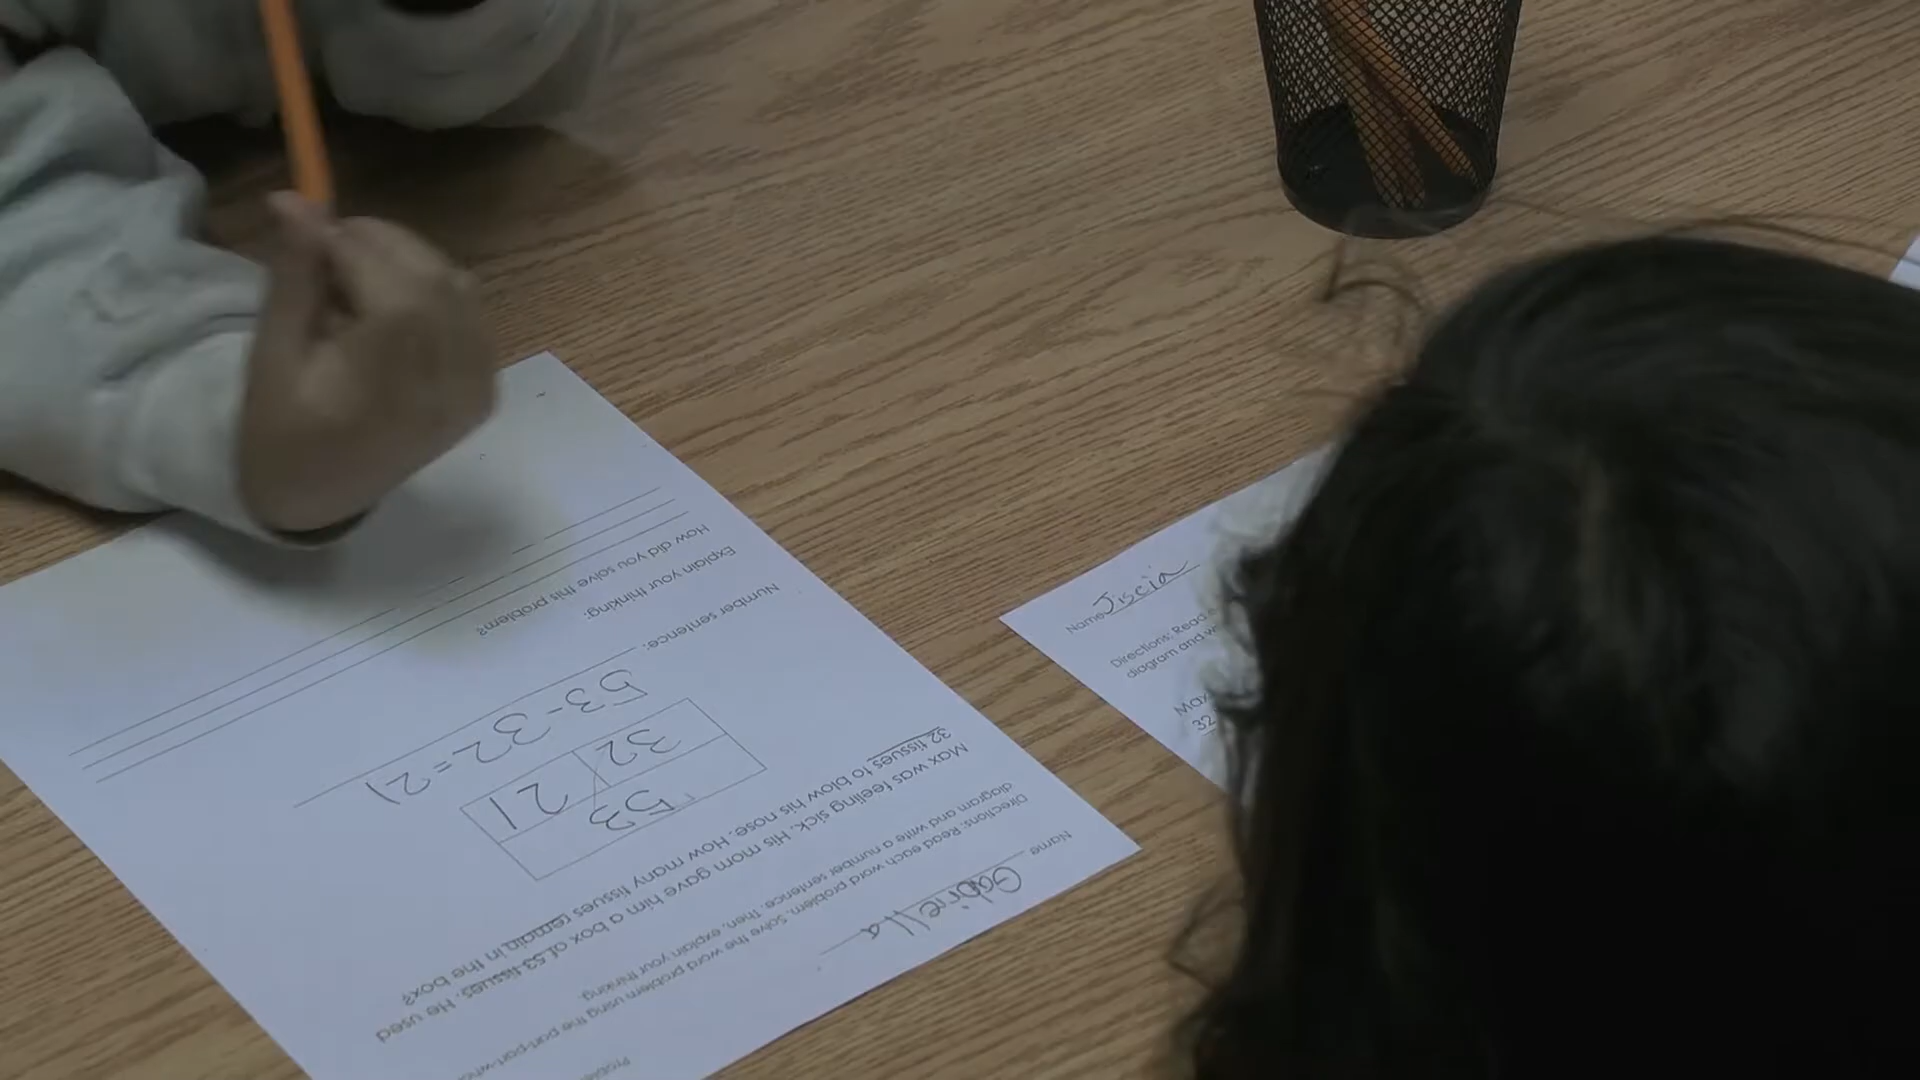 Name Gabriella
Directions: Read each word problem. Solve the word problem using the part-part-who
diagram and write a number sentence. Then, explain your thinking.
Max was feeling sick. His mom gave him a box of 53 tissues. He used
32 tissues to blow his nose. How many tissues remain in the box?
53
32 21
Number sentence: 53-32=21
Explain your thinking:
How did you solve this problem?
Name Jiscia
Directions: Read
diagram and
Max
32